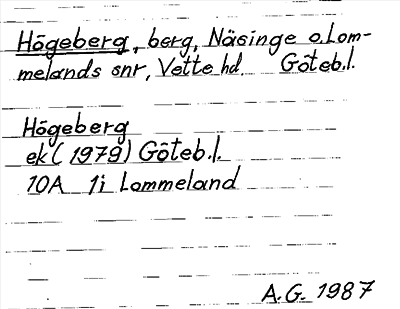 Högeberg, berg, Näsinge o. Lom-
melands snr, Vette hd. Göteb.l.
Högeberg
ek (1979) Göteb.l.
10A 1i Lommeland
A.G. 1987